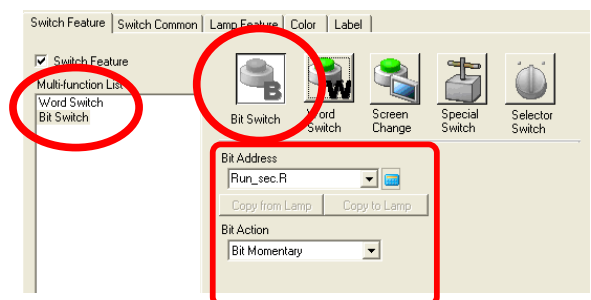 Switch Feature Switch Common Lamp Feature Color Label
Switch Feature
Multi-function List
Word Switch
Bit Switch
B
W
Bit Switch
Word Switch
Screen Change
Special Switch
Selector Switch
Bit Address
Run_sec.R
Copy from Lamp Copy to Lamp
Bit Action
Bit Momentary